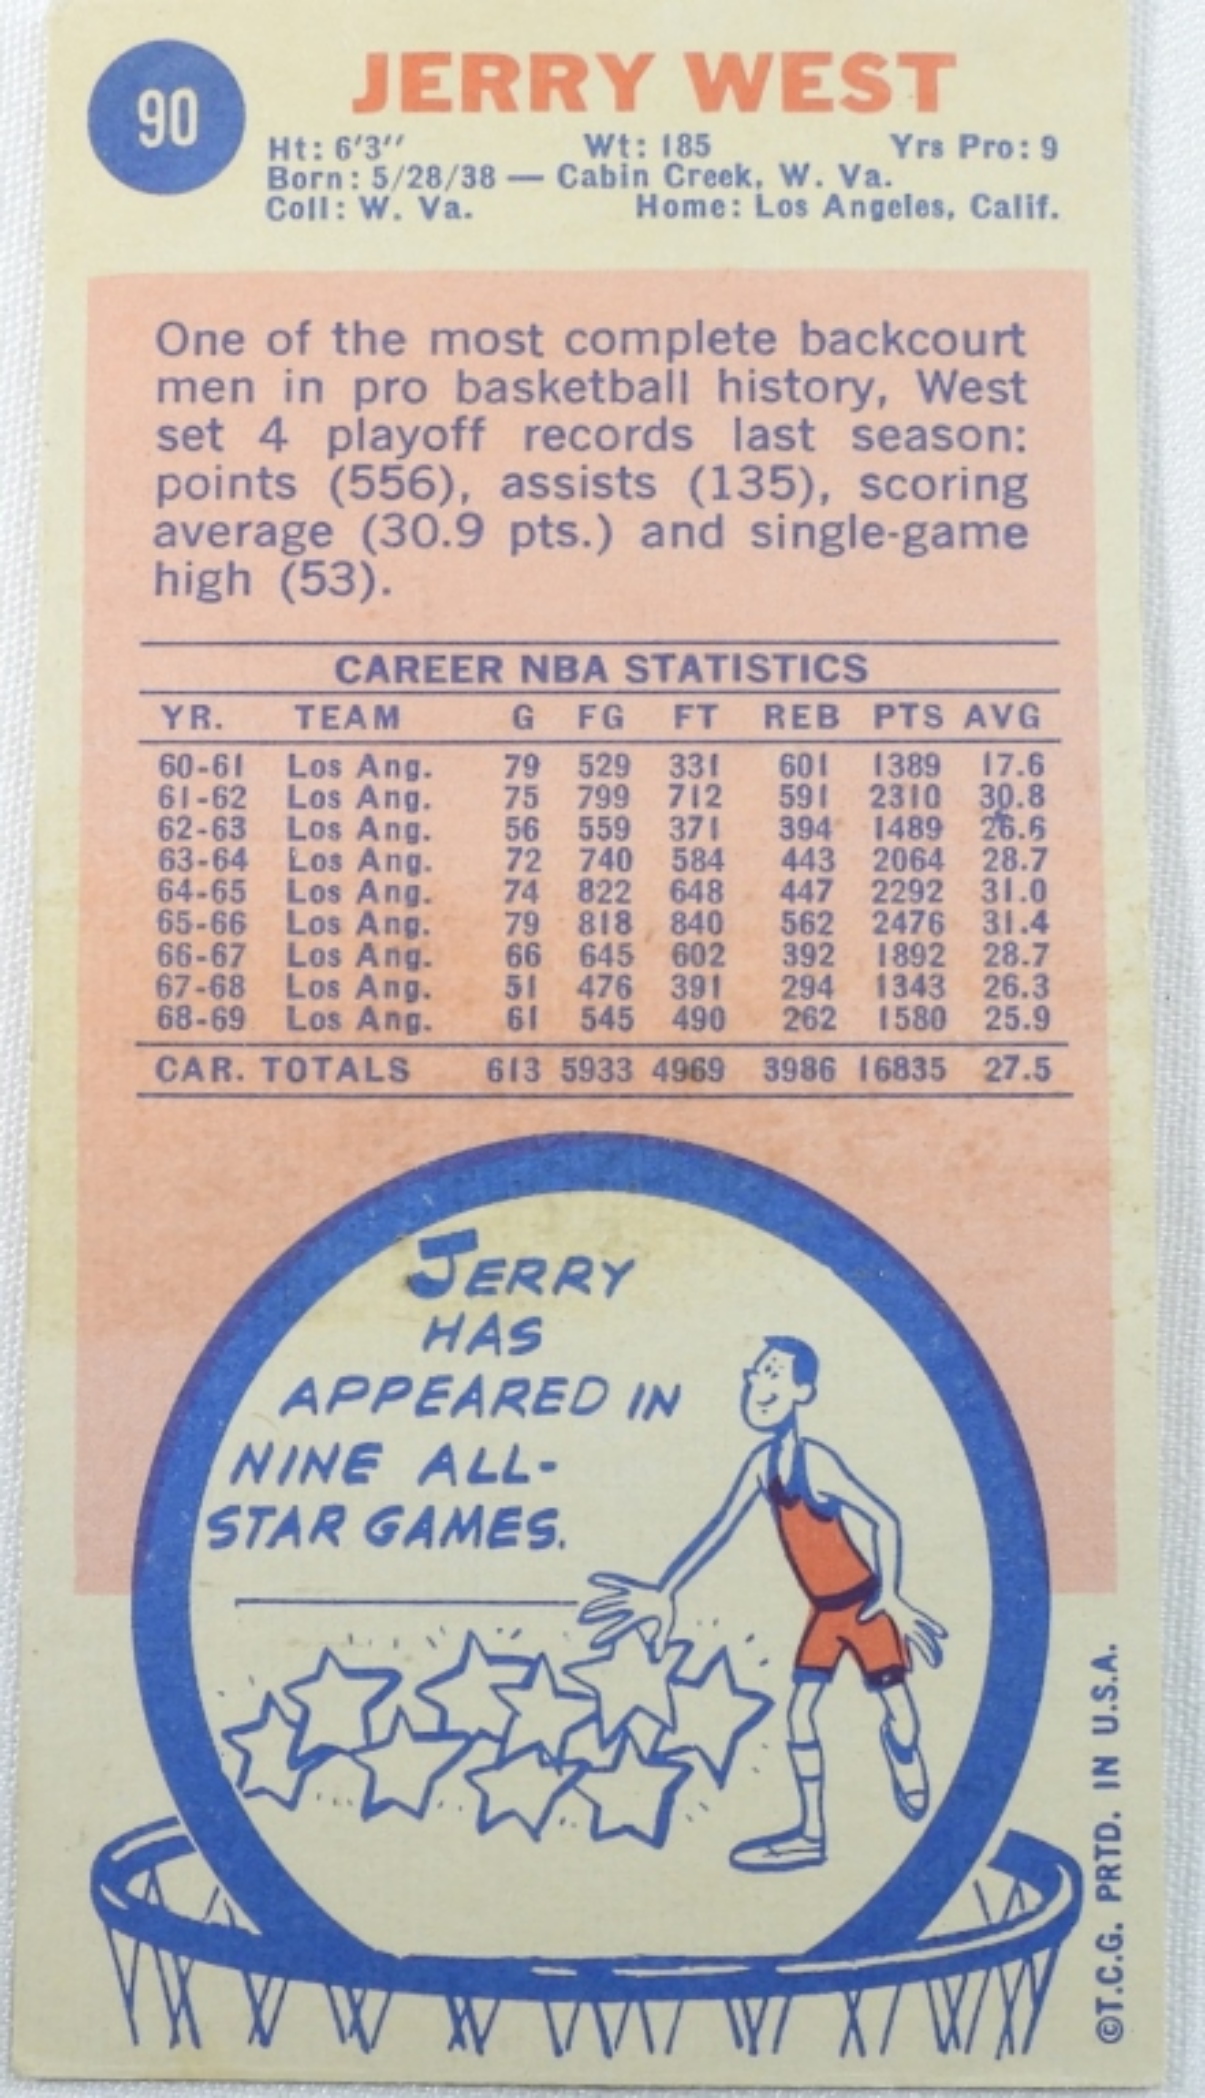 90
JERRY WEST
Ht: 6'3" Wt: 185 Yrs Pro: 9
Born: 5/28/38 — Cabin Creek, W. Va.
Coll: W. Va. Home: Los Angeles, Calif.
One of the most complete backcourt
men in pro basketball history, West
set 4 playoff records last season:
points (556), assists (135), scoring
average (30.9 pts.) and single-game
high (53).
CAREER NBA STATISTICS
YR. TEAM G FG FT REB PTS AVG
60-61 Los Ang. 79 529 331 601 1389 17.6
61-62 Los Ang. 75 799 712 591 2310 30.8
62-63 Los Ang. 56 559 371 394 1489 26.6
63-64 Los Ang. 72 740 584 443 2064 28.7
64-65 Los Ang. 74 822 648 447 2292 31.0
65-66 Los Ang. 79 818 840 562 2476 31.4
66-67 Los Ang. 66 645 602 392 1892 28.7
67-68 Los Ang. 51 476 391 294 1343 26.3
68-69 Los Ang. 61 545 490 262 1580 25.9
CAR. TOTALS 613 5933 4969 3986 16835 27.5
JERRY
HAS
APPEARED IN
NINE ALL-
STAR GAMES.
©T.C.G. PRTD. IN U.S.A.